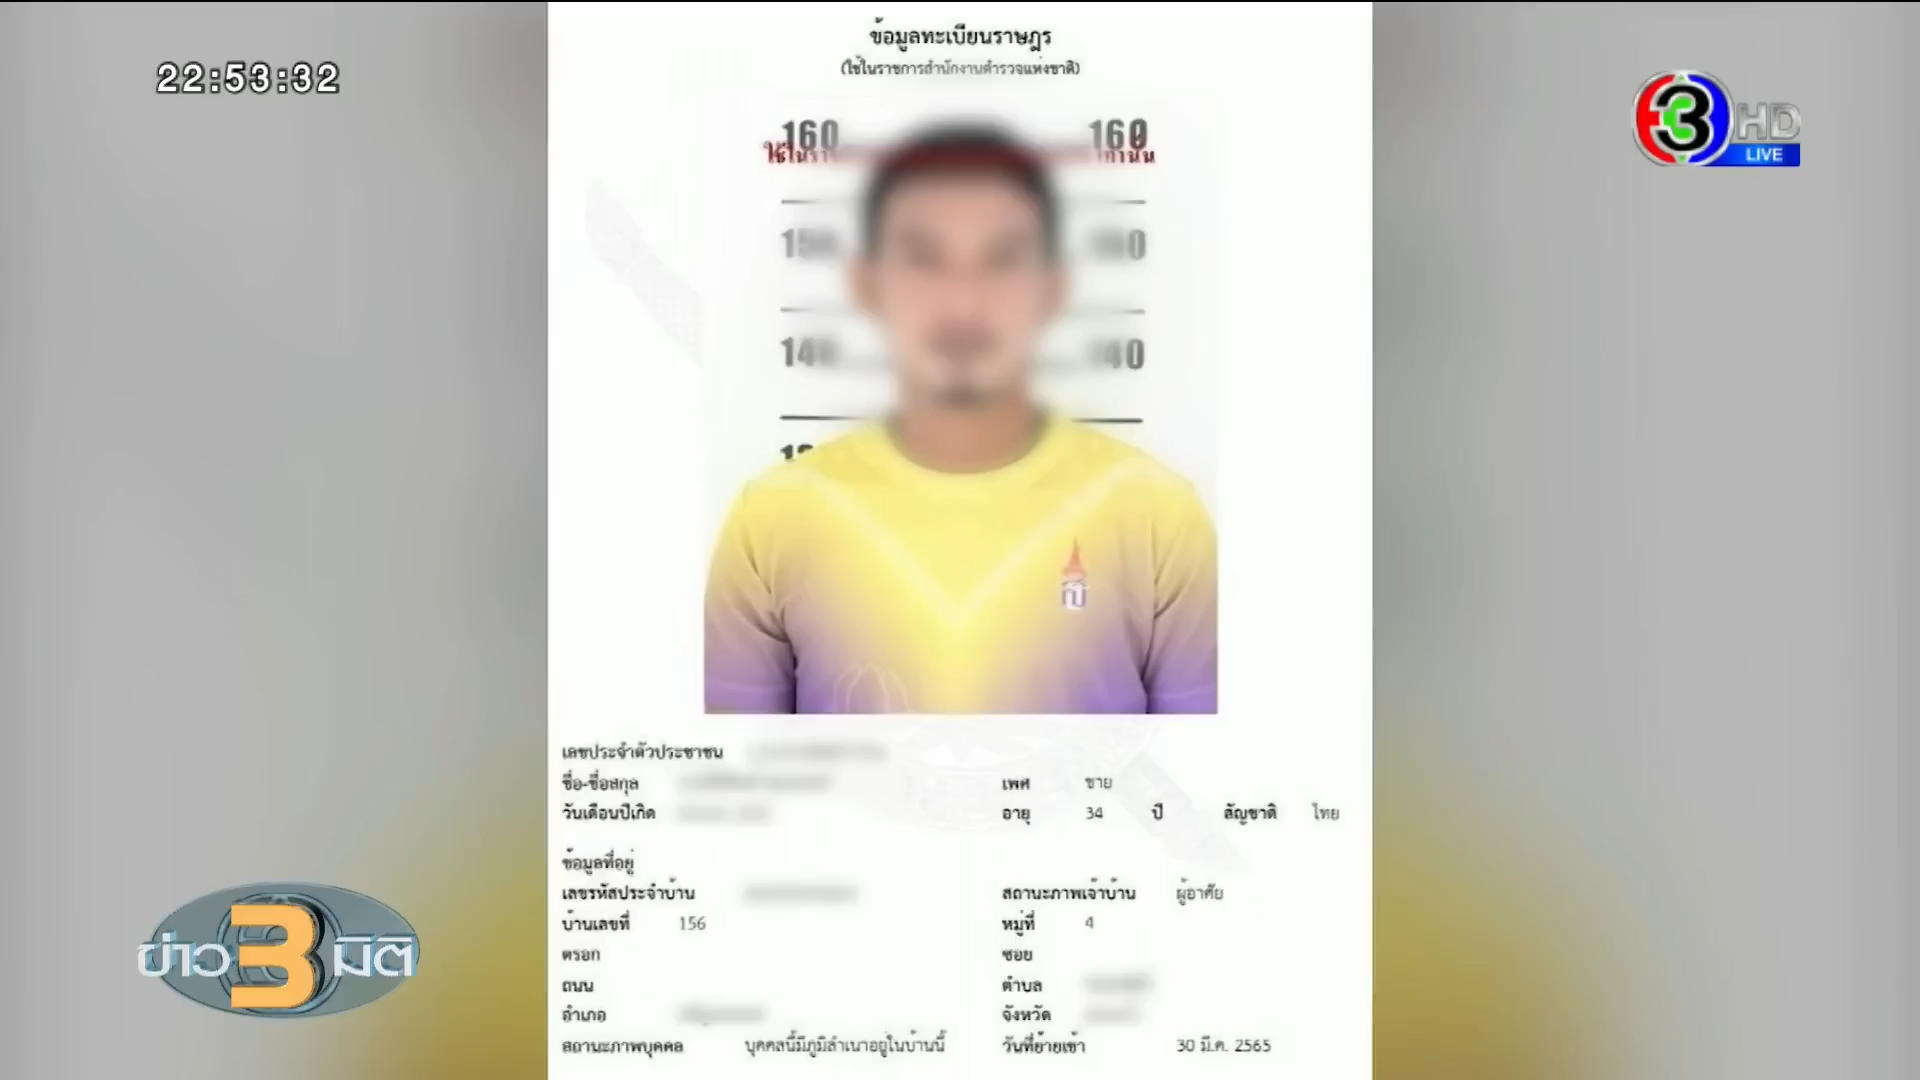 22:53:32
3HD
LIVE
ข้อมูลทะเบียนราษฎร
(ใช้ในราชการสำนักงานตำรวจแห่งชาติ)
160 160
140
เลขประจำตัวประชาชน
ชื่อ-ชื่อสกุล เพศ ชาย
วันเดือนปีเกิด อายุ 34 ปี สัญชาติ ไทย
ข้อมูลที่อยู่
เลขรหัสประจำบ้าน สถานะภาพเจ้าบ้าน ผู้อาศัย
บ้านเลขที่ 156 หมู่ที่ 4
ตรอก ซอย
ถนน ตำบล
อำเภอ จังหวัด
สถานะภาพบุคคล บุคคลนี้มีภูมิลำเนาอยู่ในบ้านนี้ วันที่ย้ายเข้า 30 มี.ค. 2565
ข่าว 3 มิติ